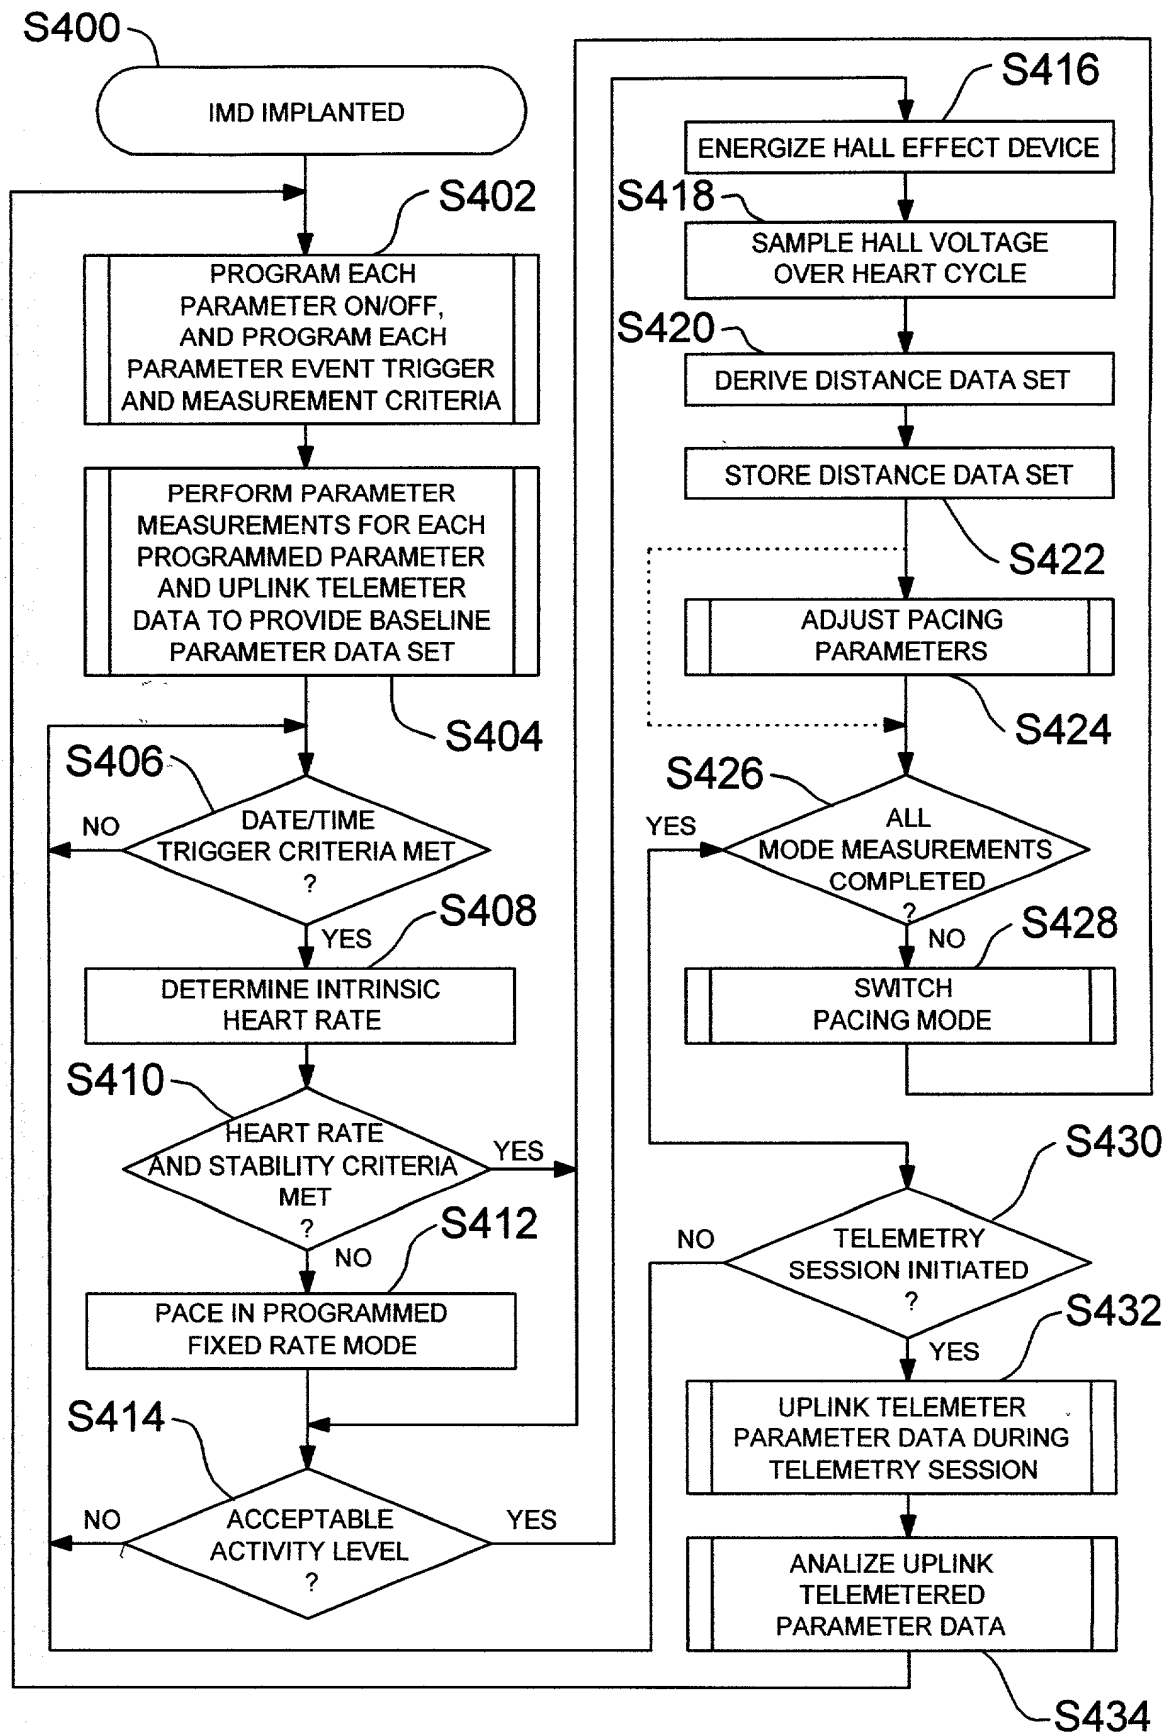 S400
IMD IMPLANTED
S402
PROGRAM EACH
PARAMETER ON/OFF,
AND PROGRAM EACH
PARAMETER EVENT TRIGGER
AND MEASUREMENT CRITERIA
PERFORM PARAMETER
MEASUREMENTS FOR EACH
PROGRAMMED PARAMETER
AND UPLINK TELEMETER
DATA TO PROVIDE BASELINE
PARAMETER DATA SET
S404
S406
DATE/TIME
TRIGGER CRITERIA MET
?
NO
YES
S408
DETERMINE INTRINSIC
HEART RATE
S410
HEART RATE
AND STABILITY CRITERIA
MET
?
YES
NO
S412
PACE IN PROGRAMMED
FIXED RATE MODE
S414
ACCEPTABLE
ACTIVITY LEVEL
?
NO
YES
S416
ENERGIZE HALL EFFECT DEVICE
S418
SAMPLE HALL VOLTAGE
OVER HEART CYCLE
S420
DERIVE DISTANCE DATA SET
STORE DISTANCE DATA SET
S422
ADJUST PACING
PARAMETERS
S424
S426
YES
ALL
MODE MEASUREMENTS
COMPLETED
?
NO
S428
SWITCH
PACING MODE
S430
NO
TELEMETRY
SESSION INITIATED
?
YES
S432
UPLINK TELEMETER
PARAMETER DATA DURING
TELEMETRY SESSION
ANALIZE UPLINK
TELEMETERED
PARAMETER DATA
S434